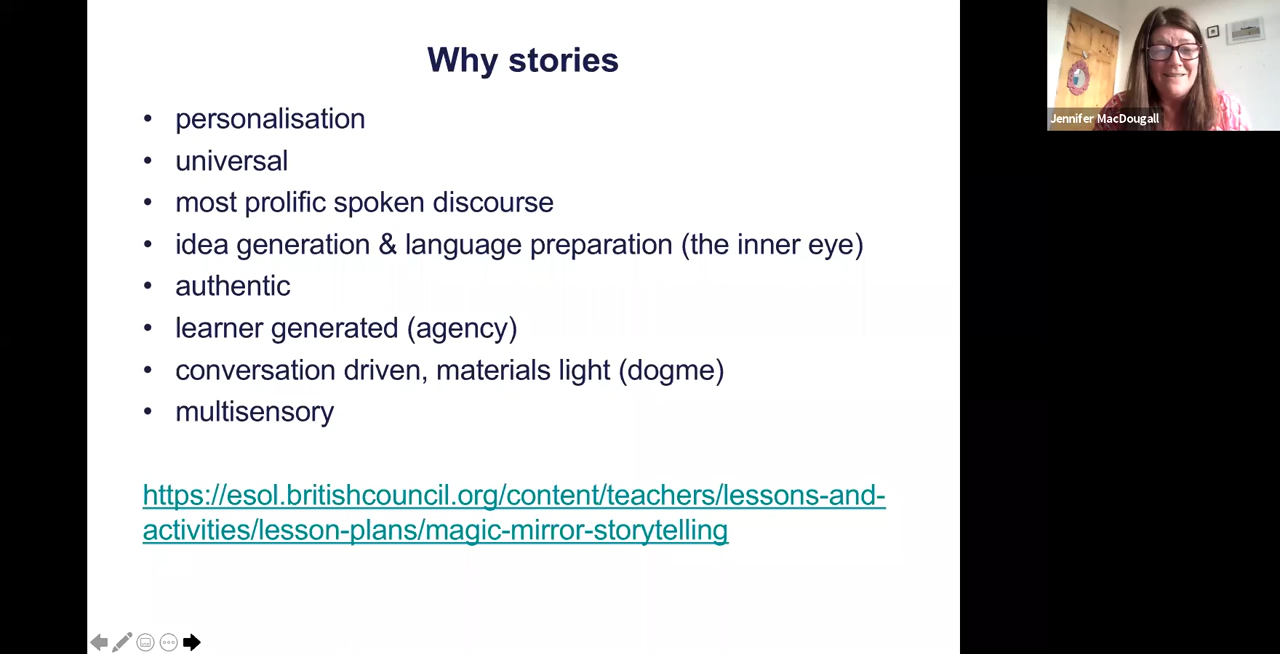 Why stories
• personalisation
• universal
• most prolific spoken discourse
• idea generation & language preparation (the inner eye)
• authentic
• learner generated (agency)
• conversation driven, materials light (dogme)
• multisensory
https://esol.britishcouncil.org/content/teachers/lessons-and-
activities/lesson-plans/magic-mirror-storytelling
Jennifer MacDougall